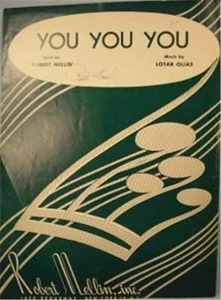 YOU YOU YOU
Lyric by
ROBERT MELLIN
Music by
LOTAR OLIAS
Robert Mellin, Inc.